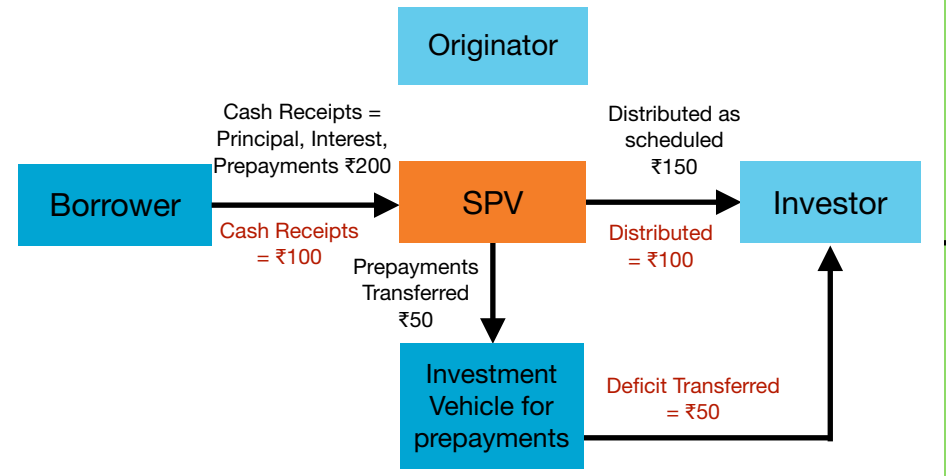 Originator
Cash Receipts =
Principal, Interest,
Prepayments ₹200
Distributed as
scheduled
₹150
Borrower
SPV
Investor
Cash Receipts
= ₹100
Distributed
= ₹100
Prepayments
Transferred
₹50
Investment
Vehicle for
prepayments
Deficit Transferred
= ₹50